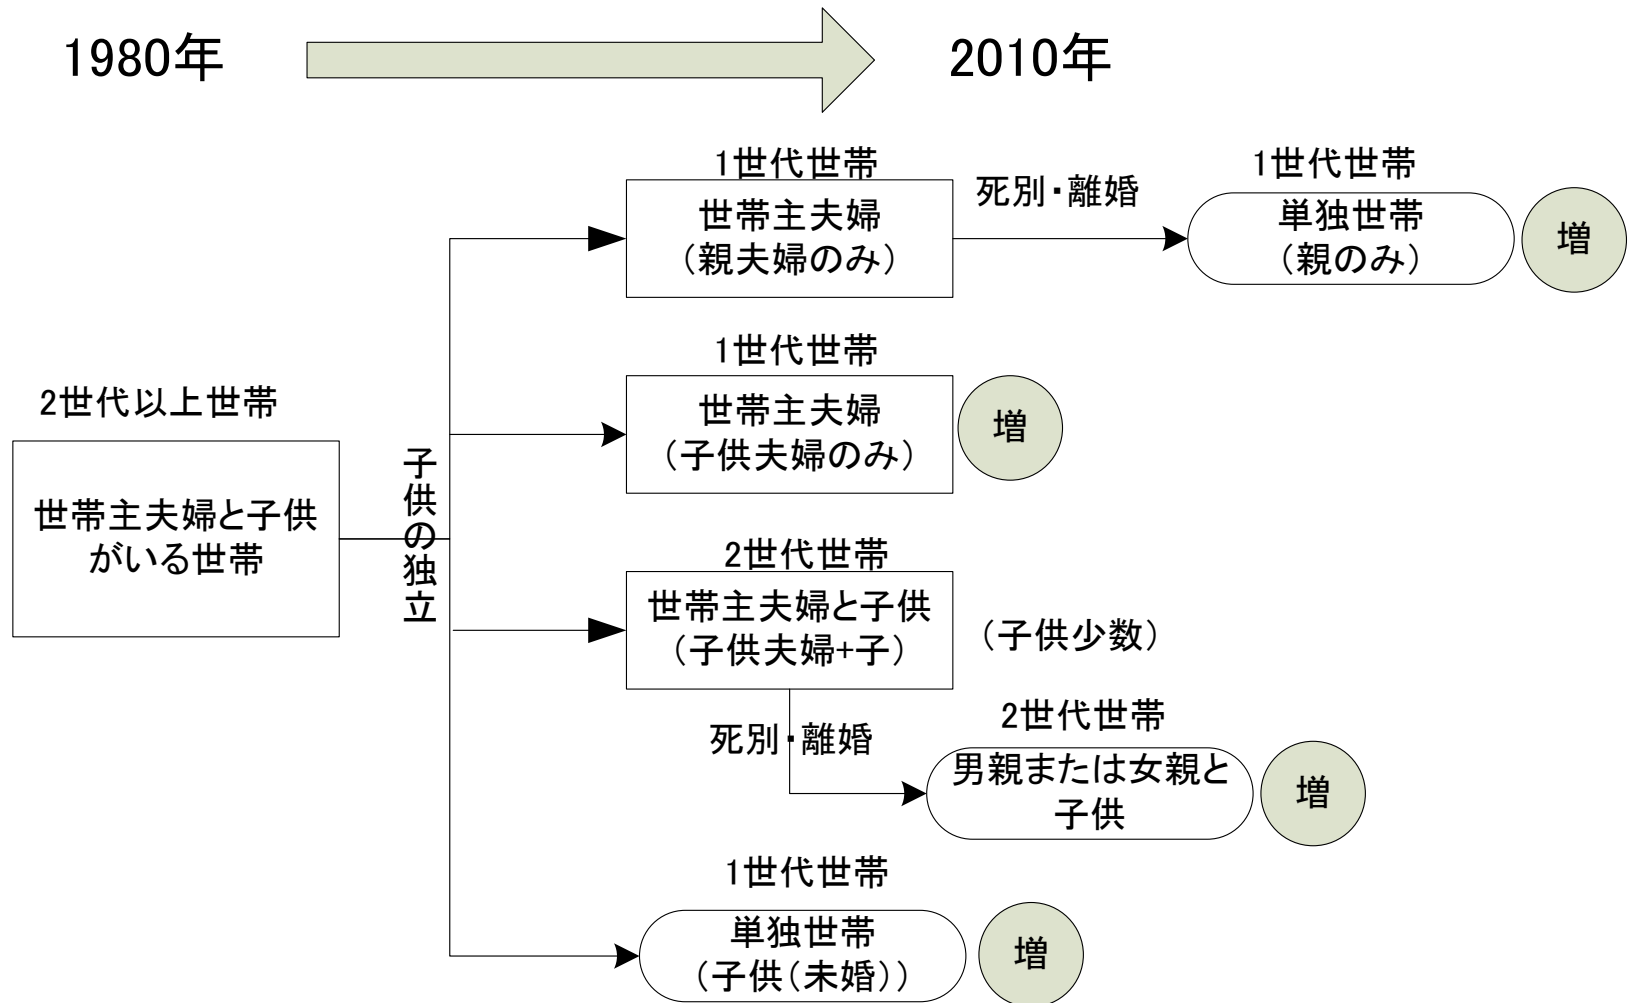 1980年
2010年
1世代世帯
世帯主夫婦
(親夫婦のみ)
死別・離婚
1世代世帯
単独世帯
(親のみ)
増
1世代世帯
世帯主夫婦
(子供夫婦のみ)
増
2世代以上世帯
世帯主夫婦と子供
がいる世帯
子供の独立
2世代世帯
世帯主夫婦と子供
(子供夫婦+子)
(子供少数)
死別・離婚
2世代世帯
男親または女親と
子供
増
1世代世帯
単独世帯
(子供(未婚))
増